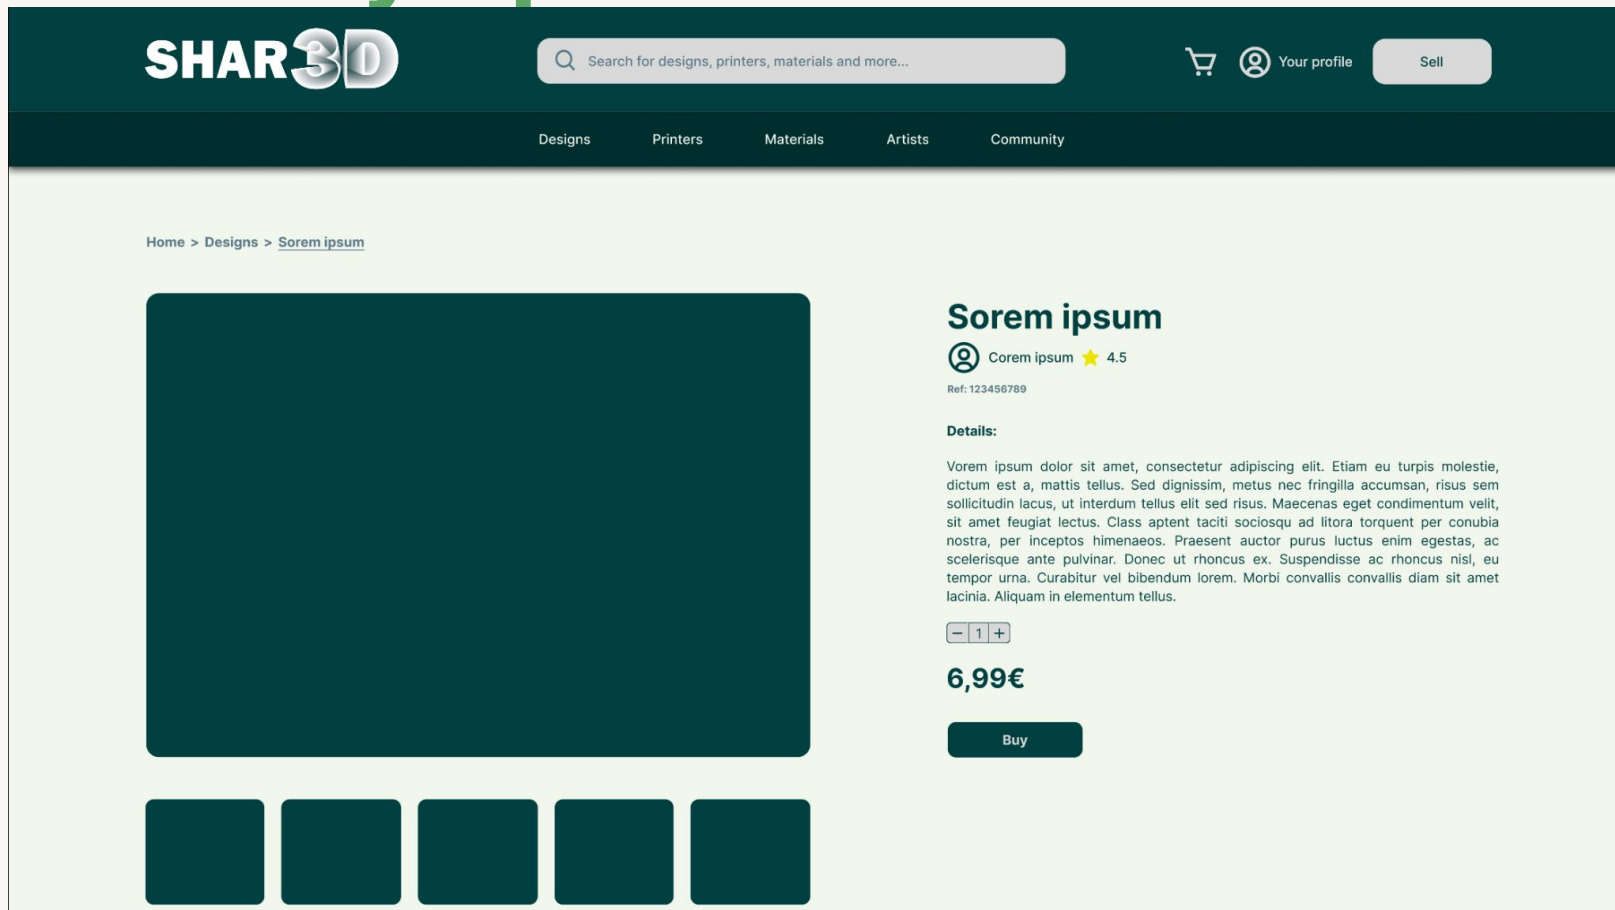 SHAR3D
Search for designs, printers, materials and more...
Your profile
Sell
Designs
Printers
Materials
Artists
Community
Home > Designs > Sorem ipsum
Sorem ipsum
Corem ipsum
4.5
Ref: 123456789
Details:
Vorem ipsum dolor sit amet, consectetur adipiscing elit. Etiam eu turpis molestie,
dictum est a, mattis tellus. Sed dignissim, metus nec fringilla accumsan, risus sem
sollicitudin lacus, ut interdum tellus elit sed risus. Maecenas eget condimentum velit,
sit amet feugiat lectus. Class aptent taciti sociosqu ad litora torquent per conubia
nostra, per inceptos himenaeos. Praesent auctor purus luctus enim egestas, ac
scelerisque ante pulvinar. Donec ut rhoncus ex. Suspendisse ac rhoncus nisl, eu
tempor urna. Curabitur vel bibendum lorem. Morbi convallis convallis diam sit amet
lacinia. Aliquam in elementum tellus.
− 1 +
6,99€
Buy